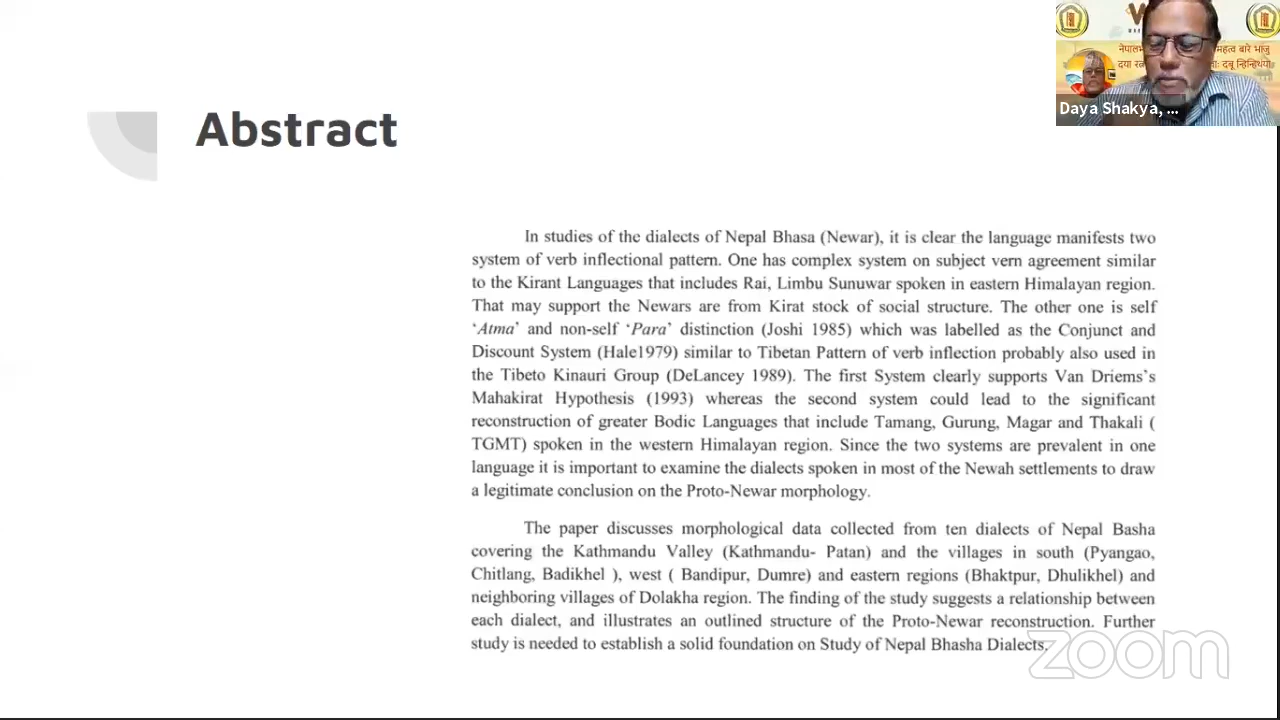 Abstract
In studies of the dialects of Nepal Bhasa (Newar), it is clear the language manifests two
system of verb inflectional pattern. One has complex system on subject vern agreement similar
to the Kirant Languages that includes Rai, Limbu Sunuwar spoken in eastern Himalayan region.
That may support the Newars are from Kirat stock of social structure. The other one is self
‘Atma’ and non-self ‘Para’ distinction (Joshi 1985) which was labelled as the Conjunct and
Discount System (Hale1979) similar to Tibetan Pattern of verb inflection probably also used in
the Tibeto Kinauri Group (DeLancey 1989). The first System clearly supports Van Driems’s
Mahakirat Hypothesis (1993) whereas the second system could lead to the significant
reconstruction of greater Bodic Languages that include Tamang, Gurung, Magar and Thakali (
TGMT) spoken in the western Himalayan region. Since the two systems are prevalent in one
language it is important to examine the dialects spoken in most of the Newah settlements to draw
a legitimate conclusion on the Proto-Newar morphology.
The paper discusses morphological data collected from ten dialects of Nepal Basha
covering the Kathmandu Valley (Kathmandu- Patan) and the villages in south (Pyangao,
Chitlang, Badikhel ), west ( Bandipur, Dumre) and eastern regions (Bhaktpur, Dhulikhel) and
neighboring villages of Dolakha region. The finding of the study suggests a relationship between
each dialect, and illustrates an outlined structure of the Proto-Newar reconstruction. Further
study is needed to establish a solid foundation on Study of Nepal Bhasha Dialects.
zoom
महत्व बारे भाजु
दया
Daya Shakya, ...